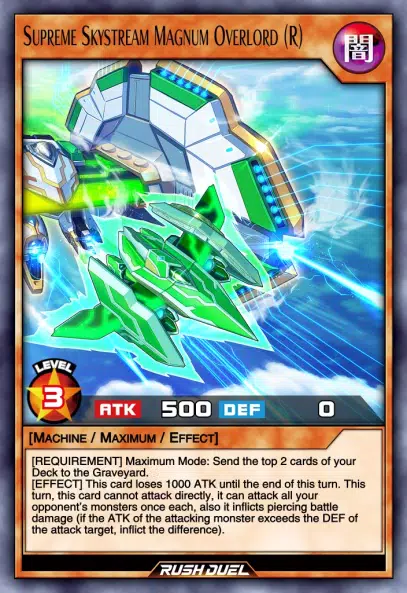 SUPREME SKYSTREAM MAGNUM OVERLORD (R)
闇
LEVEL
3
ATK 500 DEF 0
[MACHINE / MAXIMUM / EFFECT]
[REQUIREMENT] Maximum Mode: Send the top 2 cards of your
Deck to the Graveyard.
[EFFECT] This card loses 1000 ATK until the end of this turn. This
turn, this card cannot attack directly, it can attack all your
opponent's monsters once each, also it inflicts piercing battle
damage (if the ATK of the attacking monster exceeds the DEF of
the attack target, inflict the difference).
RUSH DUEL